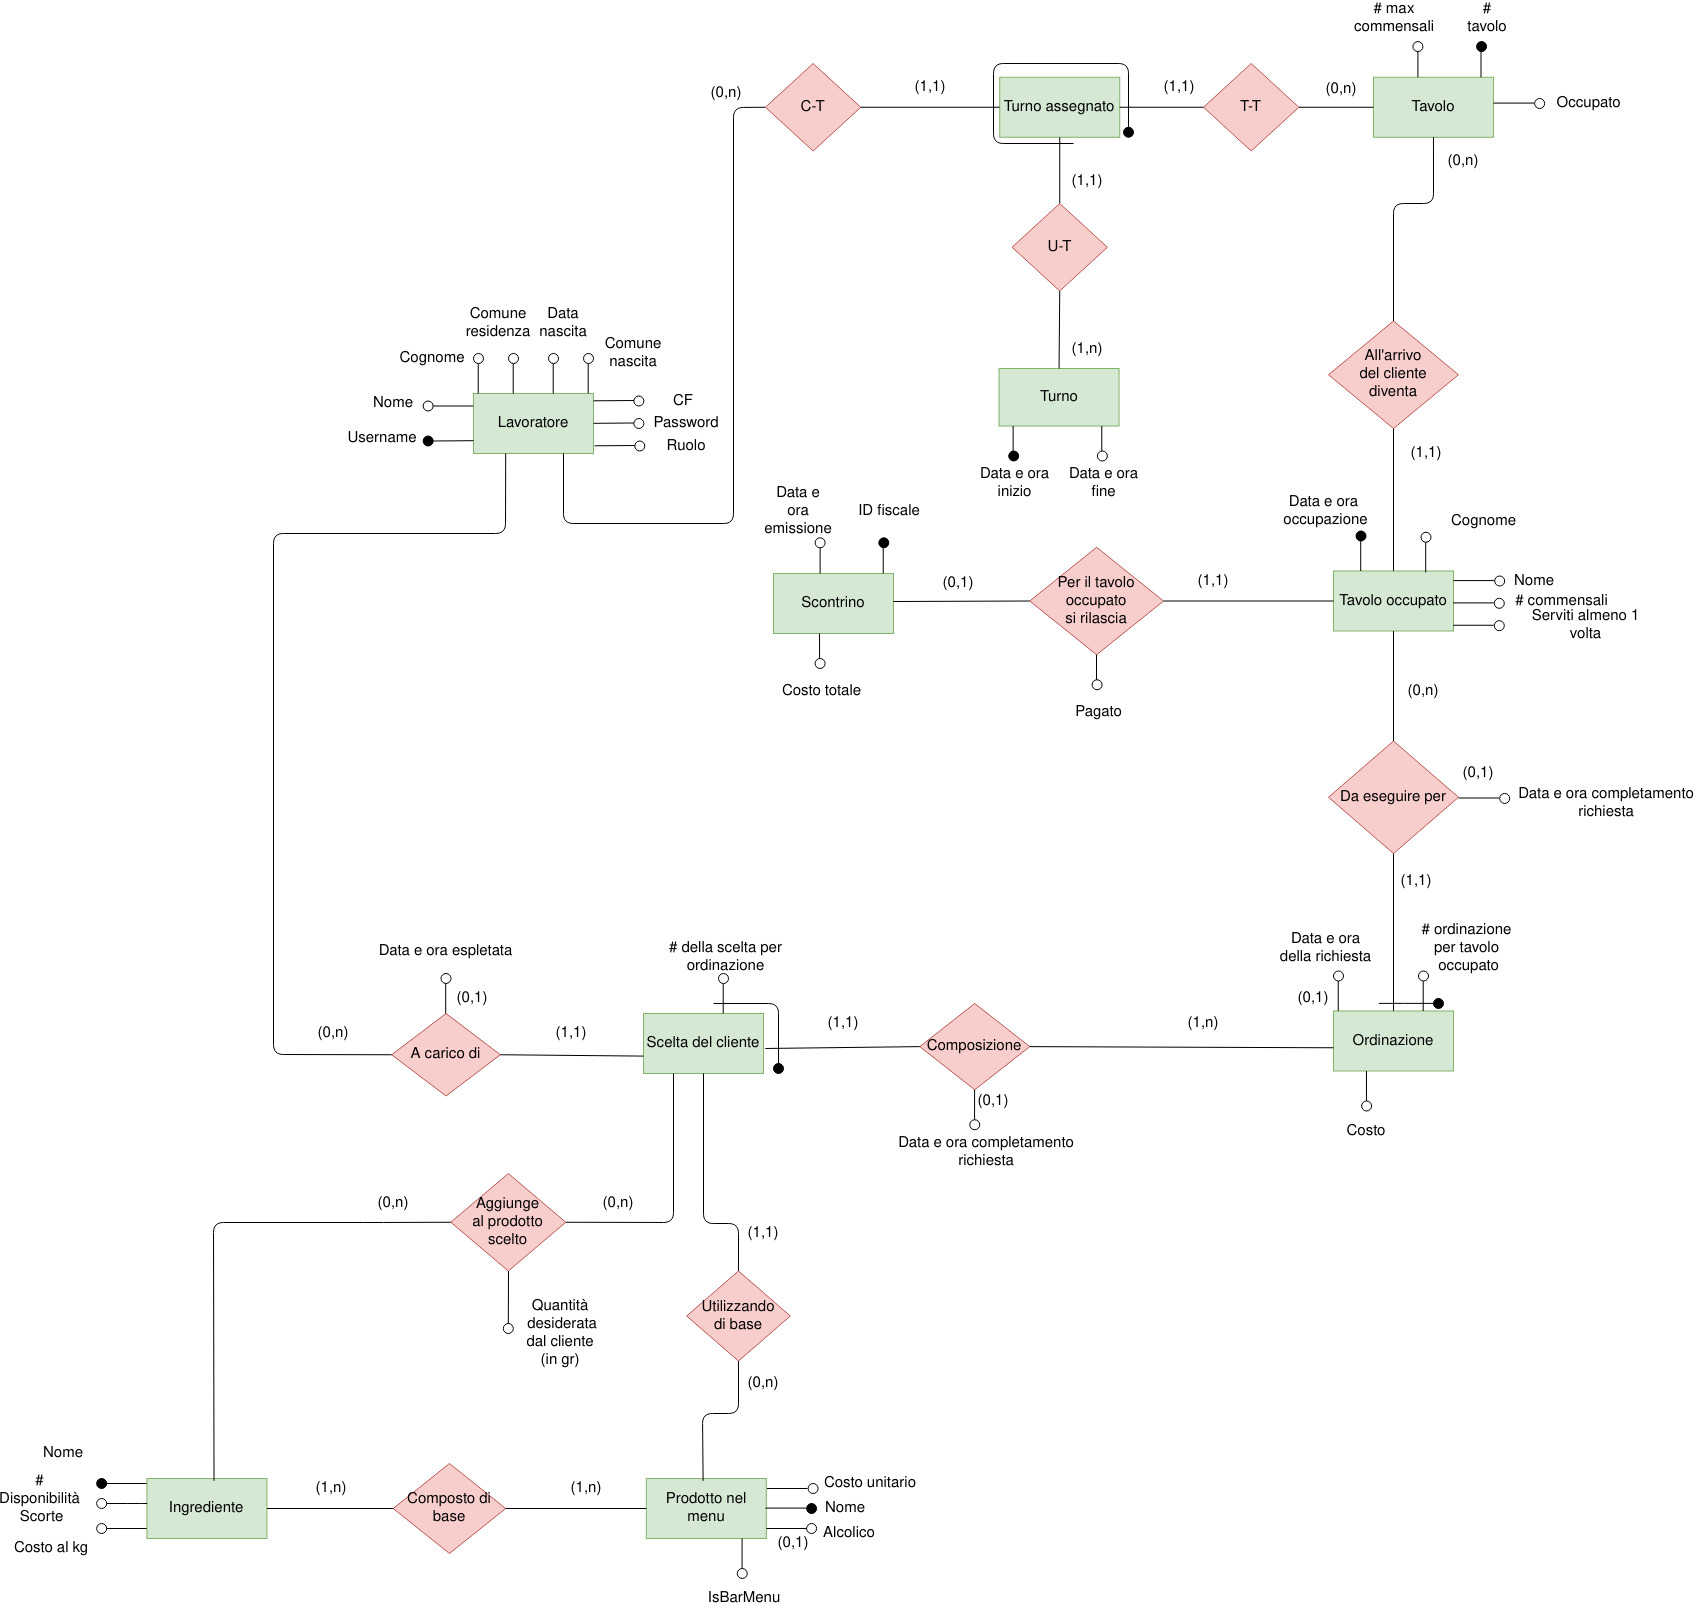 # max
commensali
#
tavolo
(0,n)
C-T
(1,1)
Turno assegnato
(1,1)
T-T
(0,n)
Tavolo
Occupato
(0,n)
(1,1)
U-T
(1,n)
Turno
Data e ora
inizio
Data e ora
fine
All'arrivo
del cliente
diventa
(1,1)
Comune
residenza
Data
nascita
Comune
nascita
Cognome
Nome
Username
Lavoratore
CF
Password
Ruolo
Data e
ora
emissione
ID fiscale
Scontrino
Costo totale
(0,1)
Per il tavolo
occupato
si rilascia
(1,1)
Pagato
Data e ora
occupazione
Cognome
Tavolo occupato
Nome
# commensali
Serviti almeno 1
volta
(0,n)
Da eseguire per
(0,1)
Data e ora completamento
richiesta
(1,1)
Data e ora
della richiesta
(0,1)
# ordinazione
per tavolo
occupato
Ordinazione
Costo
Data e ora espletata
(0,1)
(0,n)
A carico di
(1,1)
# della scelta per
ordinazione
Scelta del cliente
(1,1)
Composizione
(1,n)
(0,1)
Data e ora completamento
richiesta
(0,n)
Aggiunge
al prodotto
scelto
(0,n)
Quantità
desiderata
dal cliente
(in gr)
(1,1)
Utilizzando
di base
(0,n)
Nome
#
Disponibilità
Scorte
Costo al kg
Ingrediente
(1,n)
Composto di
base
(1,n)
Prodotto nel
menu
Costo unitario
Nome
Alcolico
(0,1)
IsBarMenu